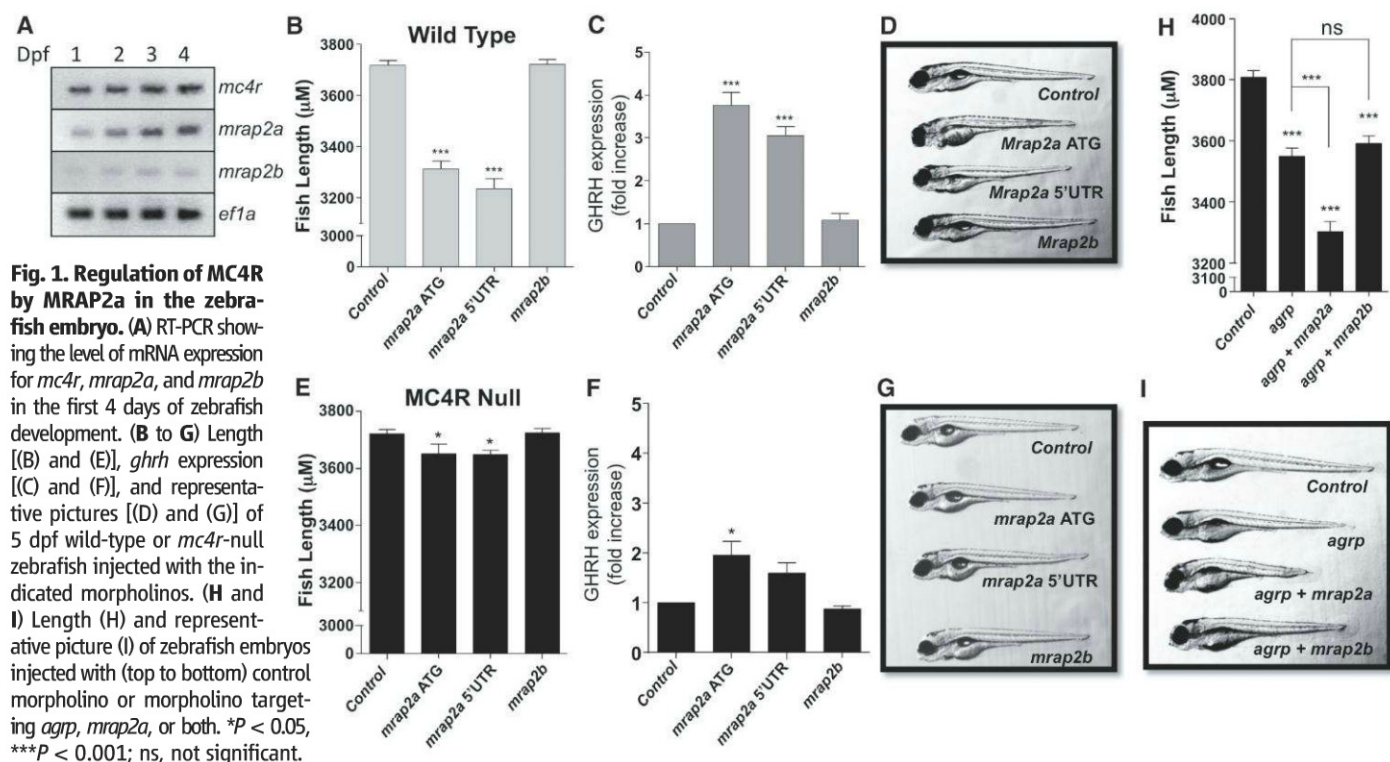 A
Dpf 1 2 3 4
mc4r
mrap2a
mrap2b
ef1a
Fig. 1. Regulation of MC4R
by MRAP2a in the zebra-
fish embryo. (A) RT-PCR show-
ing the level of mRNA expression
for mc4r, mrap2a, and mrap2b
in the first 4 days of zebrafish
development. (B to G) Length
[(B) and (E)], ghrh expression
[(C) and (F)], and representa-
tive pictures [(D) and (G)] of
5 dpf wild-type or mc4r-null
zebrafish injected with the in-
dicated morpholinos. (H and
I) Length (H) and represent-
ative picture (I) of zebrafish embryos
injected with (top to bottom) control
morpholino or morpholino target-
ing agrp, mrap2a, or both. *P < 0.05,
***P < 0.001; ns, not significant.
B
Wild Type
Fish Length (μM)
3800
3600
3400
3200
3000
0
***
***
Control
mrap2a ATG
mrap2a 5'UTR
mrap2b
C
GHRH expression
(fold increase)
5
4
3
2
1
0
***
***
Control
mrap2a ATG
mrap2a 5'UTR
mrap2b
D
Control
Mrap2a ATG
Mrap2a 5'UTR
Mrap2b
E
MC4R Null
Fish Length (μM)
3800
3600
3400
3200
3000
0
*
*
Control
mrap2a ATG
mrap2a 5'UTR
mrap2b
F
GHRH expression
(fold increase)
5
4
3
2
1
0
*
Control
mrap2a ATG
mrap2a 5'UTR
mrap2b
G
Control
mrap2a ATG
mrap2a 5'UTR
mrap2b
H
Fish Length (μM)
4000
3800
3600
3400
3200
3100
0
ns
***
***
***
***
Control
agrp
agrp + mrap2a
agrp + mrap2b
I
Control
agrp
agrp + mrap2a
agrp + mrap2b